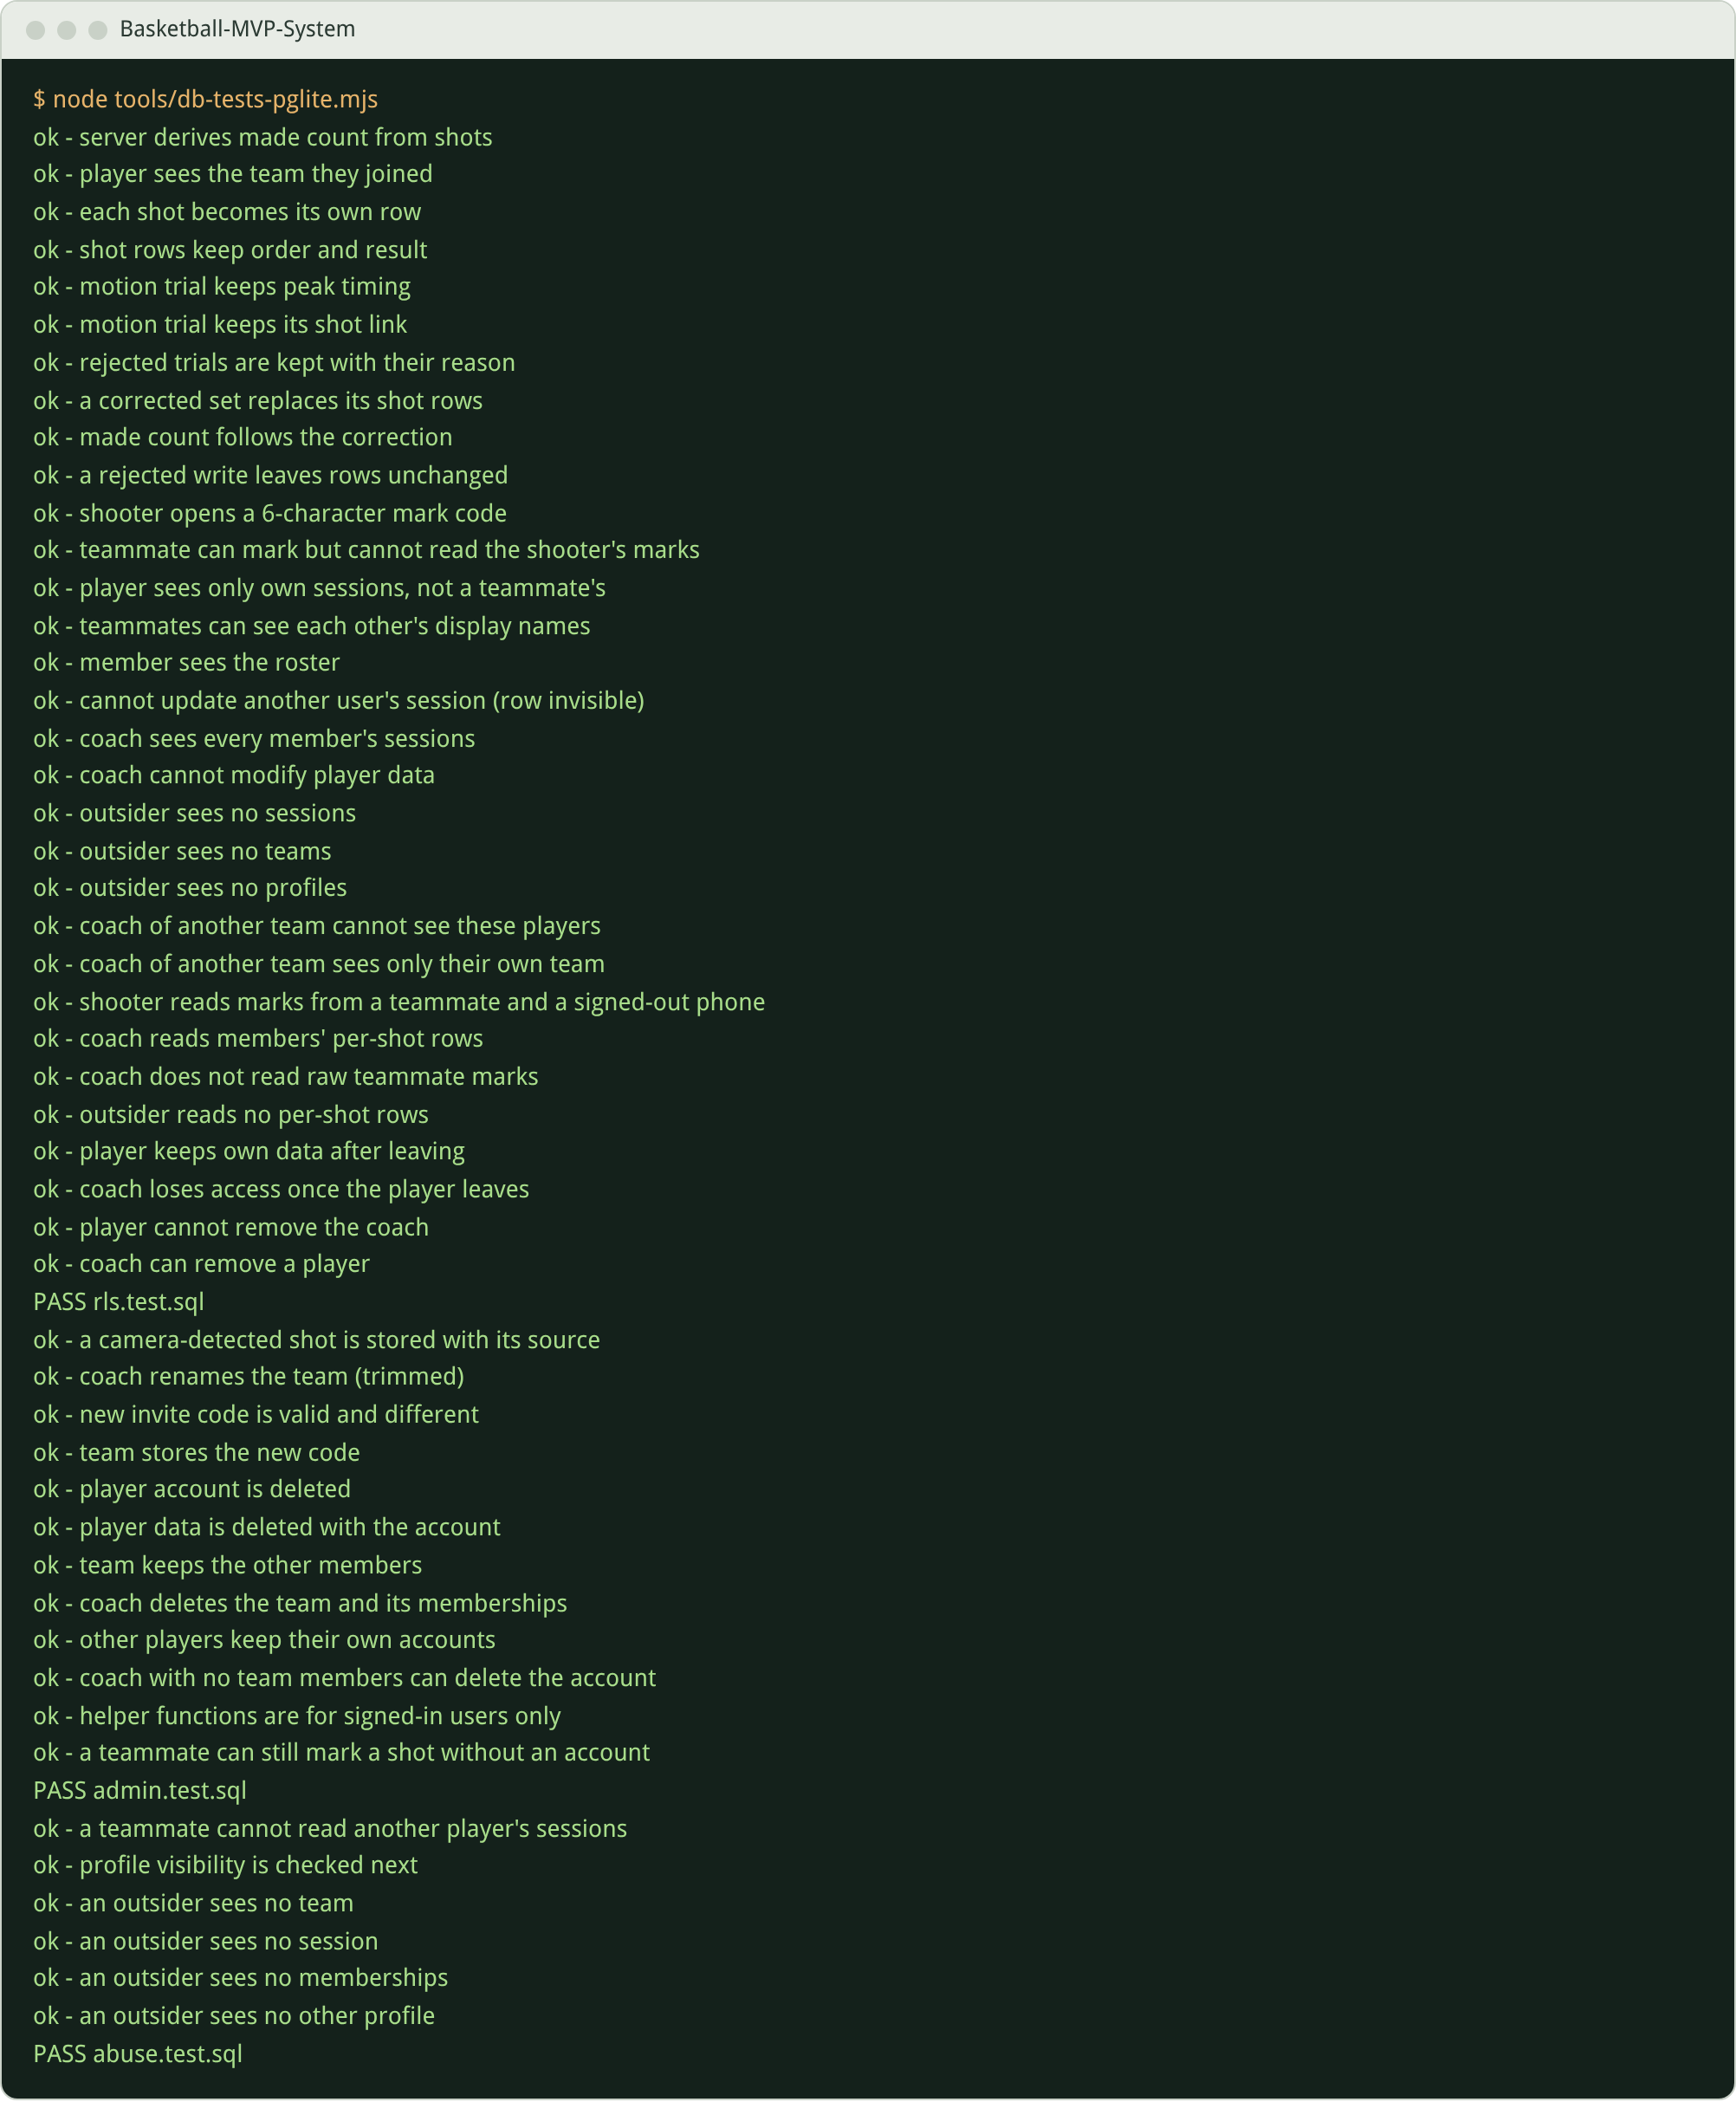 Basketball-MVP-System
$ node tools/db-tests-pglite.mjs
ok - server derives made count from shots
ok - player sees the team they joined
ok - each shot becomes its own row
ok - shot rows keep order and result
ok - motion trial keeps peak timing
ok - motion trial keeps its shot link
ok - rejected trials are kept with their reason
ok - a corrected set replaces its shot rows
ok - made count follows the correction
ok - a rejected write leaves rows unchanged
ok - shooter opens a 6-character mark code
ok - teammate can mark but cannot read the shooter's marks
ok - player sees only own sessions, not a teammate's
ok - teammates can see each other's display names
ok - member sees the roster
ok - cannot update another user's session (row invisible)
ok - coach sees every member's sessions
ok - coach cannot modify player data
ok - outsider sees no sessions
ok - outsider sees no teams
ok - outsider sees no profiles
ok - coach of another team cannot see these players
ok - coach of another team sees only their own team
ok - shooter reads marks from a teammate and a signed-out phone
ok - coach reads members' per-shot rows
ok - coach does not read raw teammate marks
ok - outsider reads no per-shot rows
ok - player keeps own data after leaving
ok - coach loses access once the player leaves
ok - player cannot remove the coach
ok - coach can remove a player
PASS rls.test.sql
ok - a camera-detected shot is stored with its source
ok - coach renames the team (trimmed)
ok - new invite code is valid and different
ok - team stores the new code
ok - player account is deleted
ok - player data is deleted with the account
ok - team keeps the other members
ok - coach deletes the team and its memberships
ok - other players keep their own accounts
ok - coach with no team members can delete the account
ok - helper functions are for signed-in users only
ok - a teammate can still mark a shot without an account
PASS admin.test.sql
ok - a teammate cannot read another player's sessions
ok - profile visibility is checked next
ok - an outsider sees no team
ok - an outsider sees no session
ok - an outsider sees no memberships
ok - an outsider sees no other profile
PASS abuse.test.sql